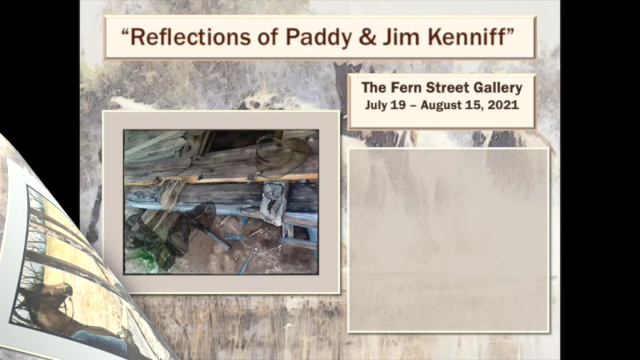 “Reflections of Paddy & Jim Kenniff”
The Fern Street Gallery
July 19 – August 15, 2021